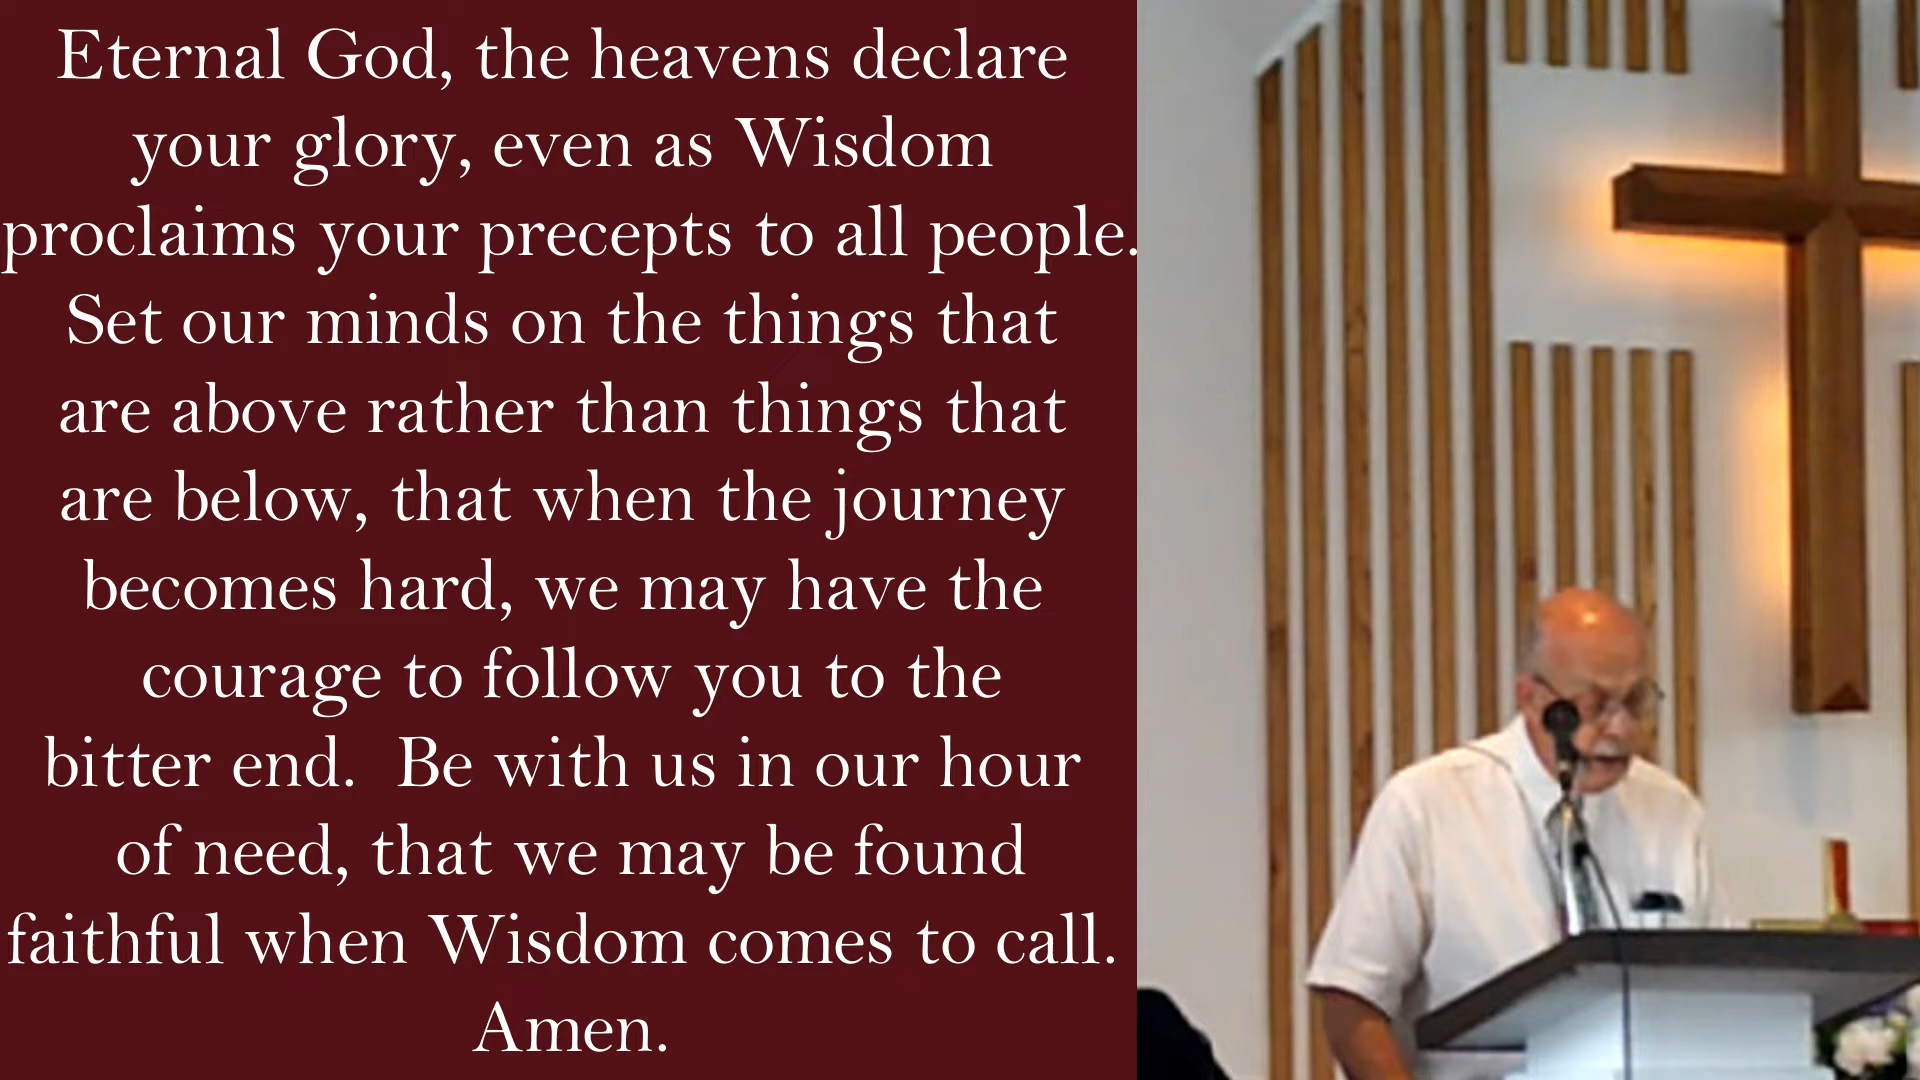 Eternal God, the heavens declare
your glory, even as Wisdom
proclaims your precepts to all people.
Set our minds on the things that
are above rather than things that
are below, that when the journey
becomes hard, we may have the
courage to follow you to the
bitter end.  Be with us in our hour
of need, that we may be found
faithful when Wisdom comes to call.
Amen.